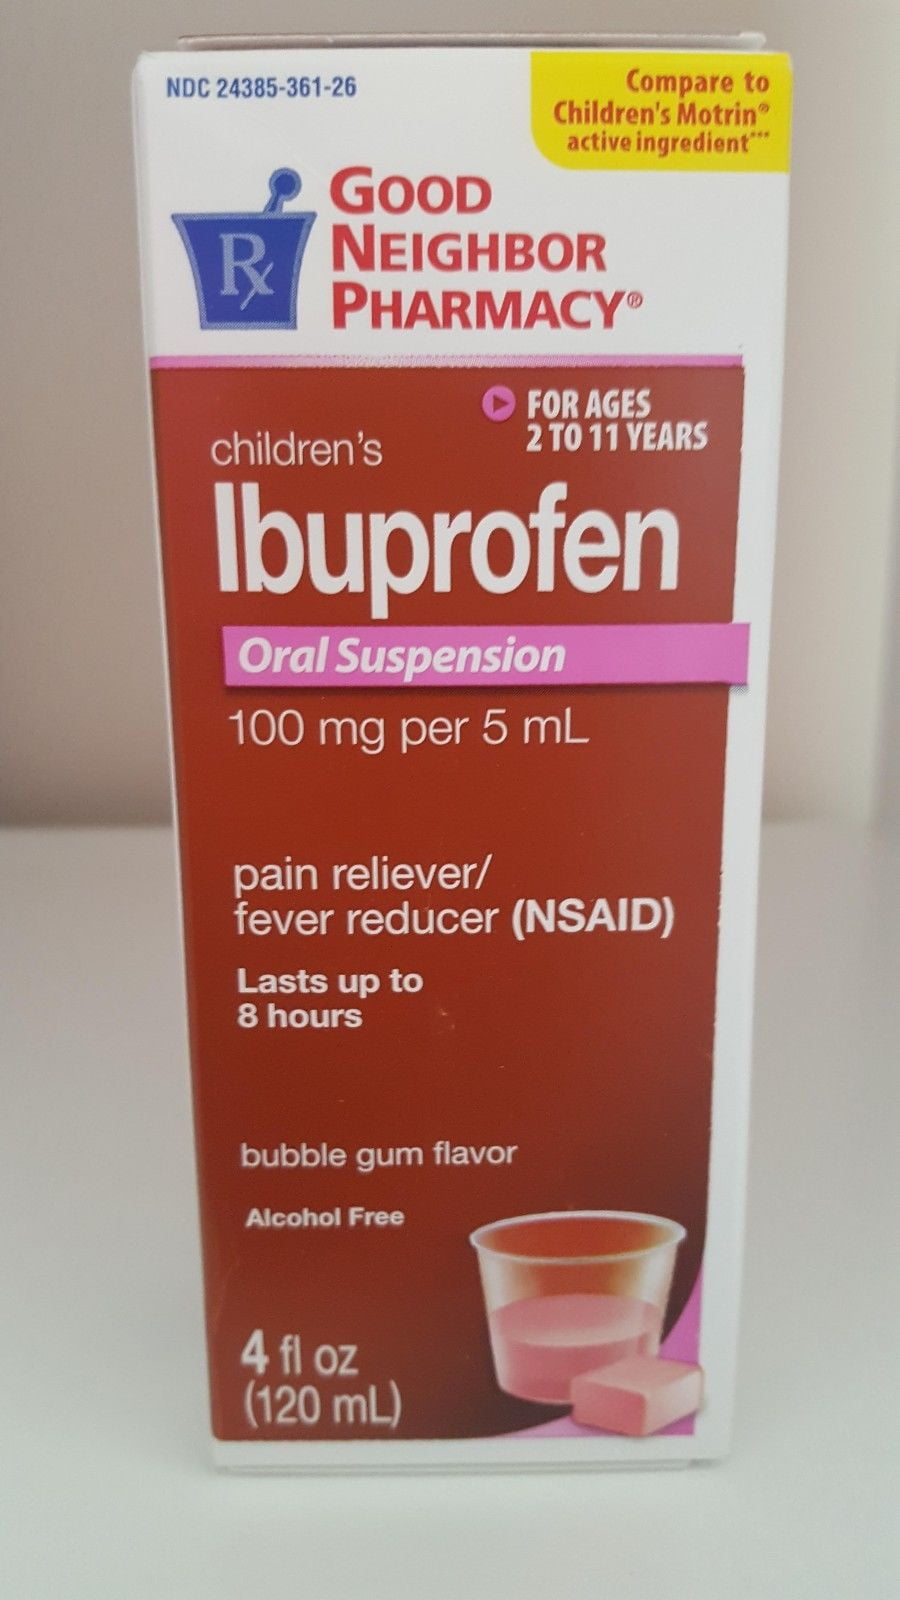 NDC 24385-361-26
Compare to
Children's Motrin®
active ingredient***
Rx
GOOD
NEIGHBOR
PHARMACY®
FOR AGES
2 TO 11 YEARS
children's
Ibuprofen
Oral Suspension
100 mg per 5 mL
pain reliever/
fever reducer (NSAID)
Lasts up to
8 hours
bubble gum flavor
Alcohol Free
4 fl oz
(120 mL)